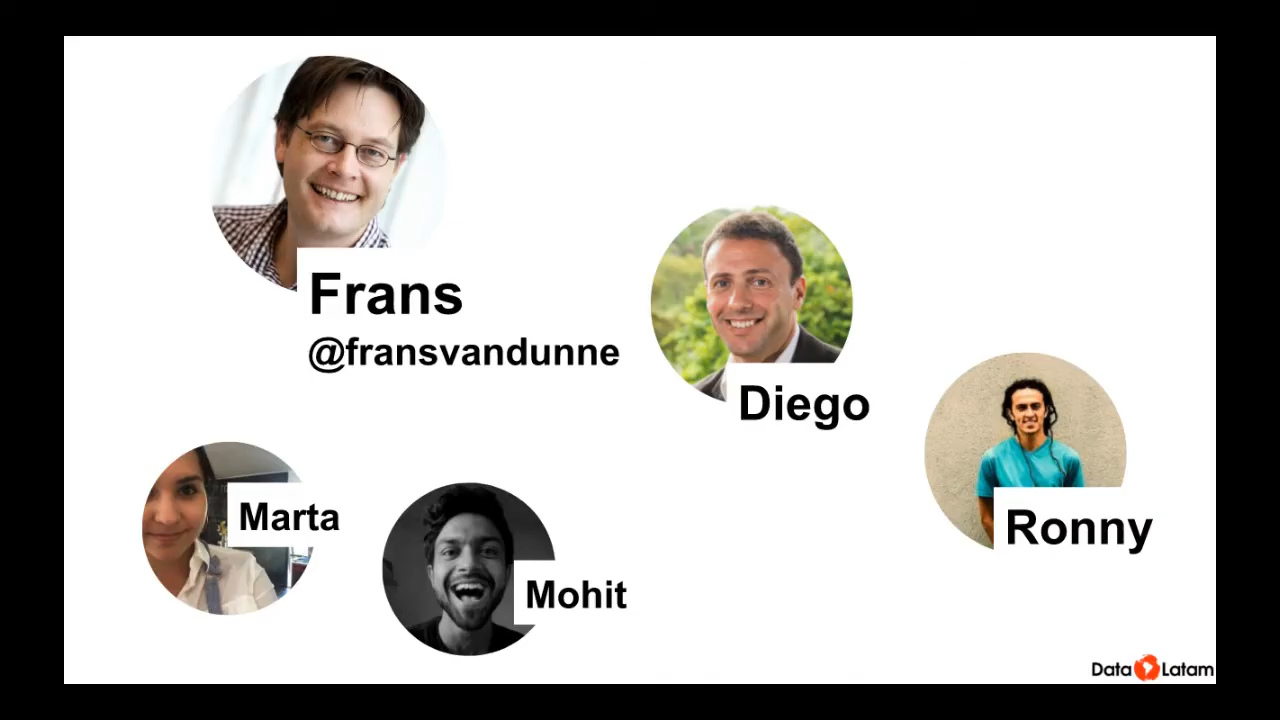 Frans
@fransvandunne
Diego
Marta
Ronny
Mohit
Data Latam